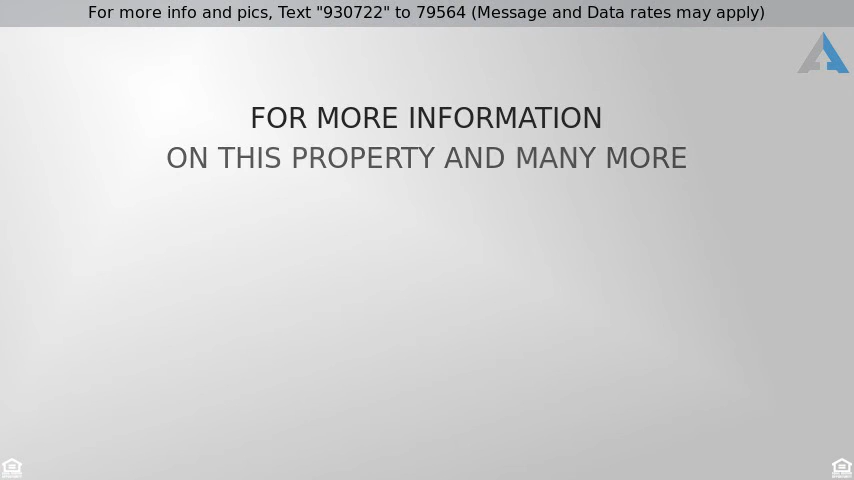 For more info and pics, Text "930722" to 79564 (Message and Data rates may apply)
FOR MORE INFORMATION
ON THIS PROPERTY AND MANY MORE